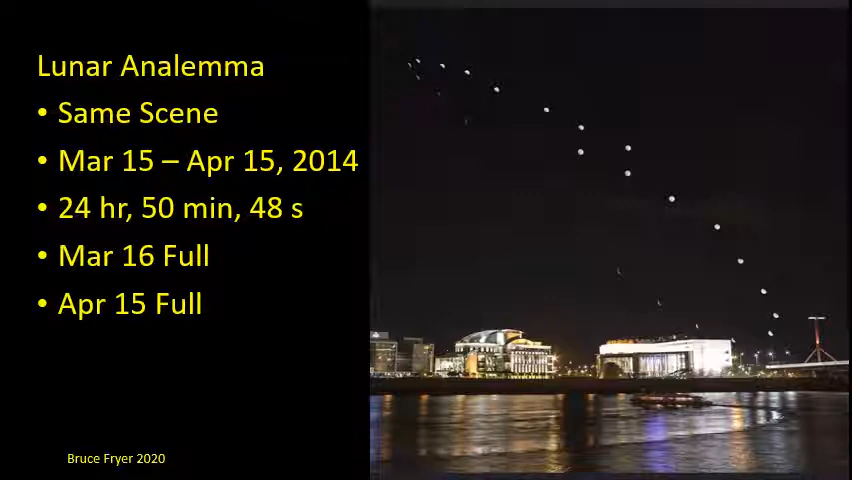 Lunar Analemma
• Same Scene
• Mar 15 – Apr 15, 2014
• 24 hr, 50 min, 48 s
• Mar 16 Full
• Apr 15 Full
Bruce Fryer 2020